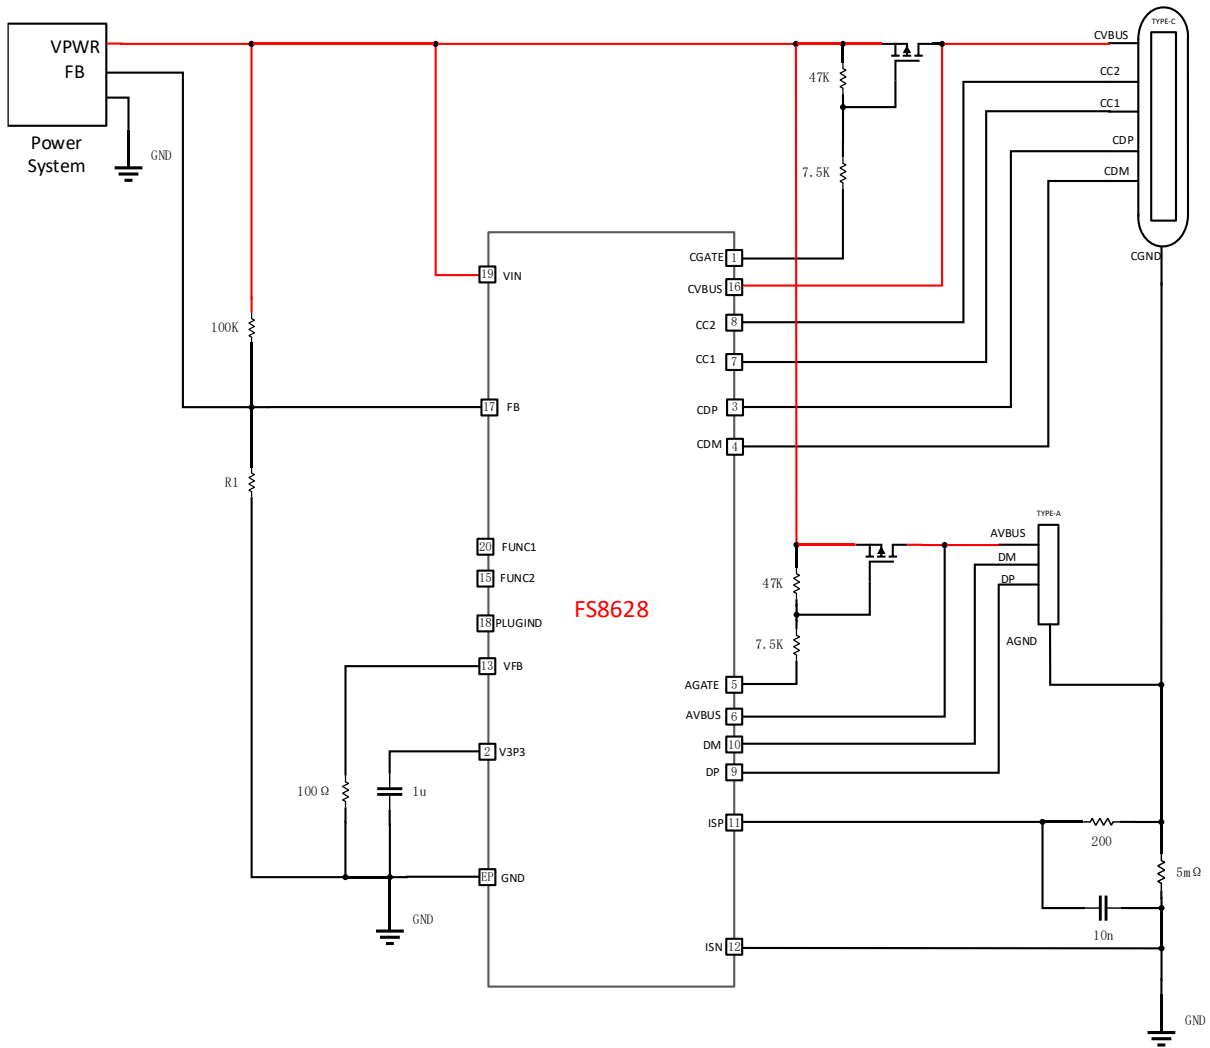 TYPE-C
VPWR
FB
Power
System
GND
CVBUS
CC2
CC1
CDP
CDM
CGND
47K
7.5K
100K
R1
19
VIN
17
FB
20
FUNC1
15
FUNC2
18
PLUGIND
13
VFB
2
V3P3
EP
GND
100Ω
1u
GND
FS8628
CGATE
1
CVBUS
16
CC2
8
CC1
7
CDP
3
CDM
4
AGATE
5
AVBUS
6
DM
10
DP
9
ISP
11
ISN
12
TYPE-A
AVBUS
DM
DP
AGND
47K
7.5K
200
5mΩ
10n
GND